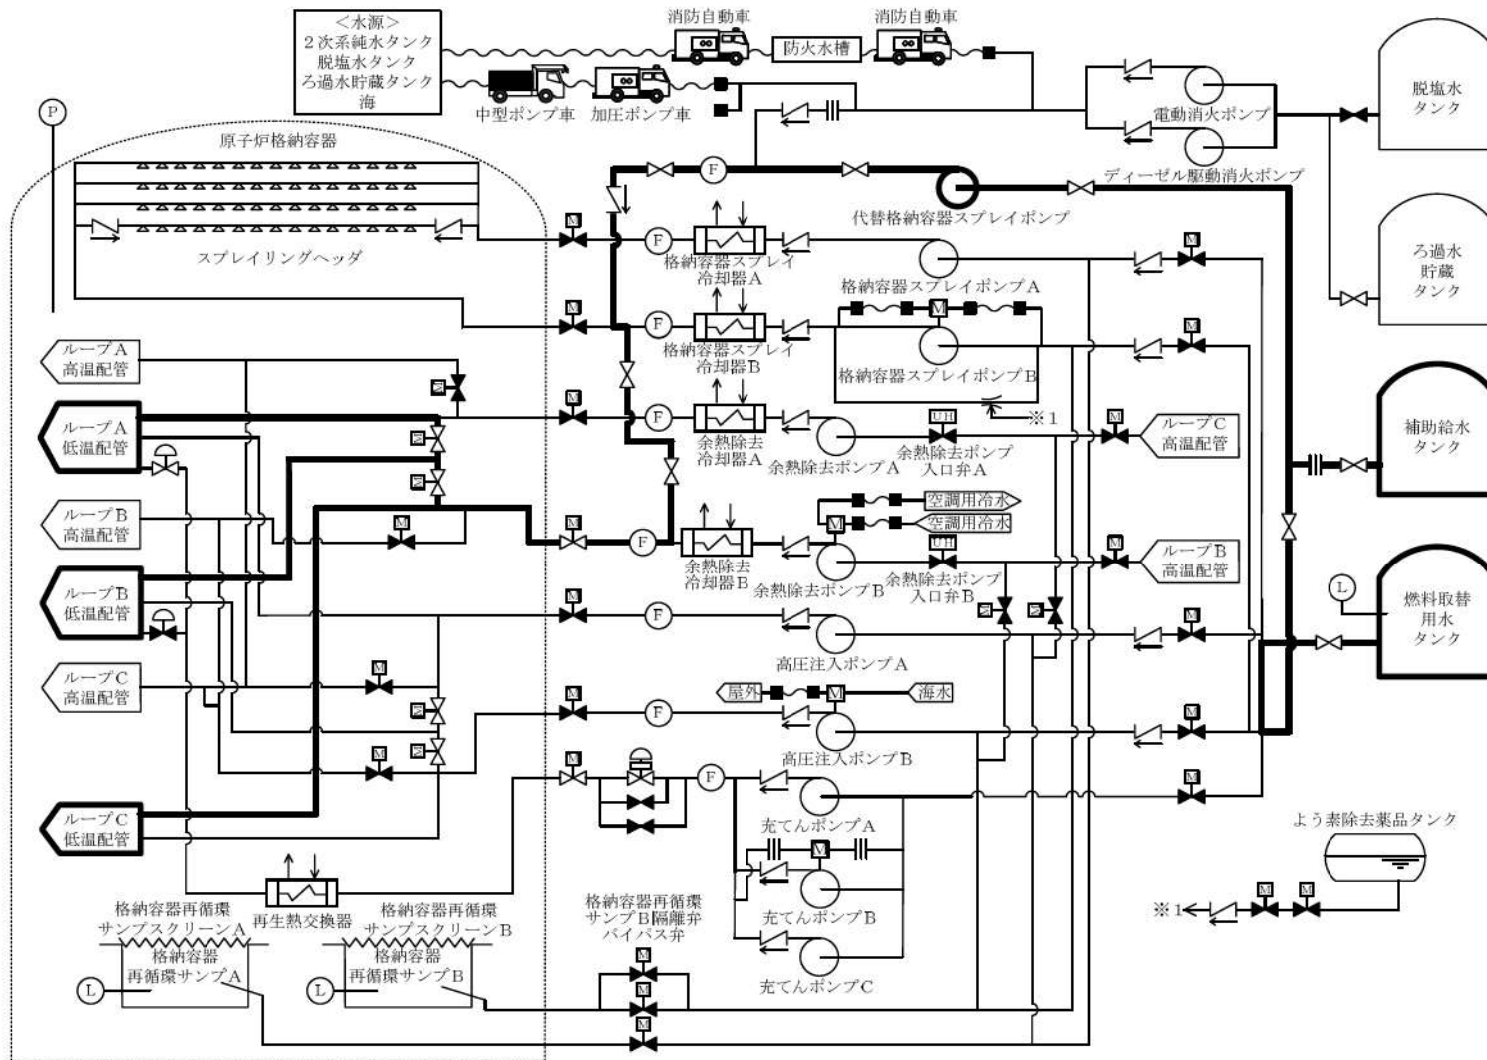 ＜水源＞
２次系純水タンク
脱塩水タンク
ろ過水貯蔵タンク
海
消防自動車
防火水槽
消防自動車
中型ポンプ車
加圧ポンプ車
電動消火ポンプ
ディーゼル駆動消火ポンプ
脱塩水
タンク
ろ過水
貯蔵
タンク
補助給水
タンク
燃料取替
用水
タンク
P
原子炉格納容器
スプレイリングヘッダ
F
代替格納容器スプレイポンプ
M
F
格納容器スプレイ
冷却器A
格納容器スプレイポンプA
M
M
F
格納容器スプレイ
冷却器B
M
格納容器スプレイポンプB
M
※1
ループA
高温配管
M
ループA
低温配管
M
M
M
F
余熱除去
冷却器A
余熱除去ポンプA
UH
余熱除去ポンプ
入口弁A
M
ループC
高温配管
ループB
高温配管
M
M
F
余熱除去
冷却器B
M
空調用冷水
空調用冷水
余熱除去ポンプB
UH
余熱除去ポンプ
入口弁B
M
ループB
高温配管
ループB
低温配管
M
M
L
M
F
高圧注入ポンプA
M
ループC
高温配管
M
M
M
M
M
F
屋外
M
海水
高圧注入ポンプB
M
M
F
充てんポンプA
M
ループC
低温配管
M
充てんポンプB
充てんポンプC
再生熱交換器
格納容器再循環
サンプスクリーンA
格納容器
再循環サンプA
L
格納容器再循環
サンプスクリーンB
格納容器
再循環サンプB
L
格納容器再循環
サンプB隔離弁
バイパス弁
M
M
M
よう素除去薬品タンク
※1
M
M